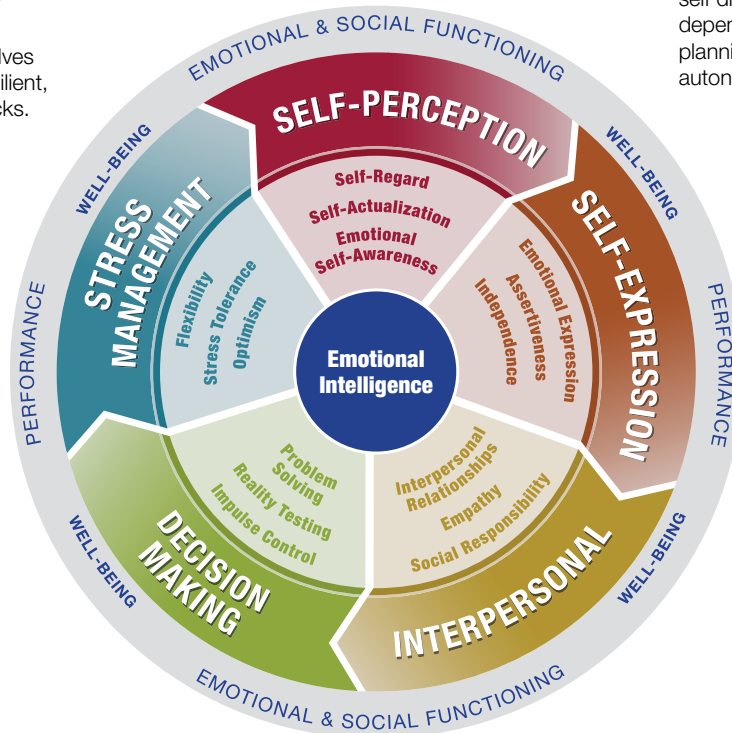 lves
ilient,
cks.
self di
depen
planni
auton
EMOTIONAL & SOCIAL FUNCTIONING
WELL-BEING
WELL-BEING
PERFORMANCE
PERFORMANCE
WELL-BEING
WELL-BEING
EMOTIONAL & SOCIAL FUNCTIONING
SELF-PERCEPTION
Self-Regard
Self-Actualization
Emotional
Self-Awareness
SELF-EXPRESSION
Emotional Expression
Assertiveness
Independence
INTERPERSONAL
Interpersonal
Relationships
Empathy
Social Responsibility
DECISION
MAKING
Problem
Solving
Reality Testing
Impulse Control
STRESS
MANAGEMENT
Flexibility
Stress Tolerance
Optimism
Emotional
Intelligence